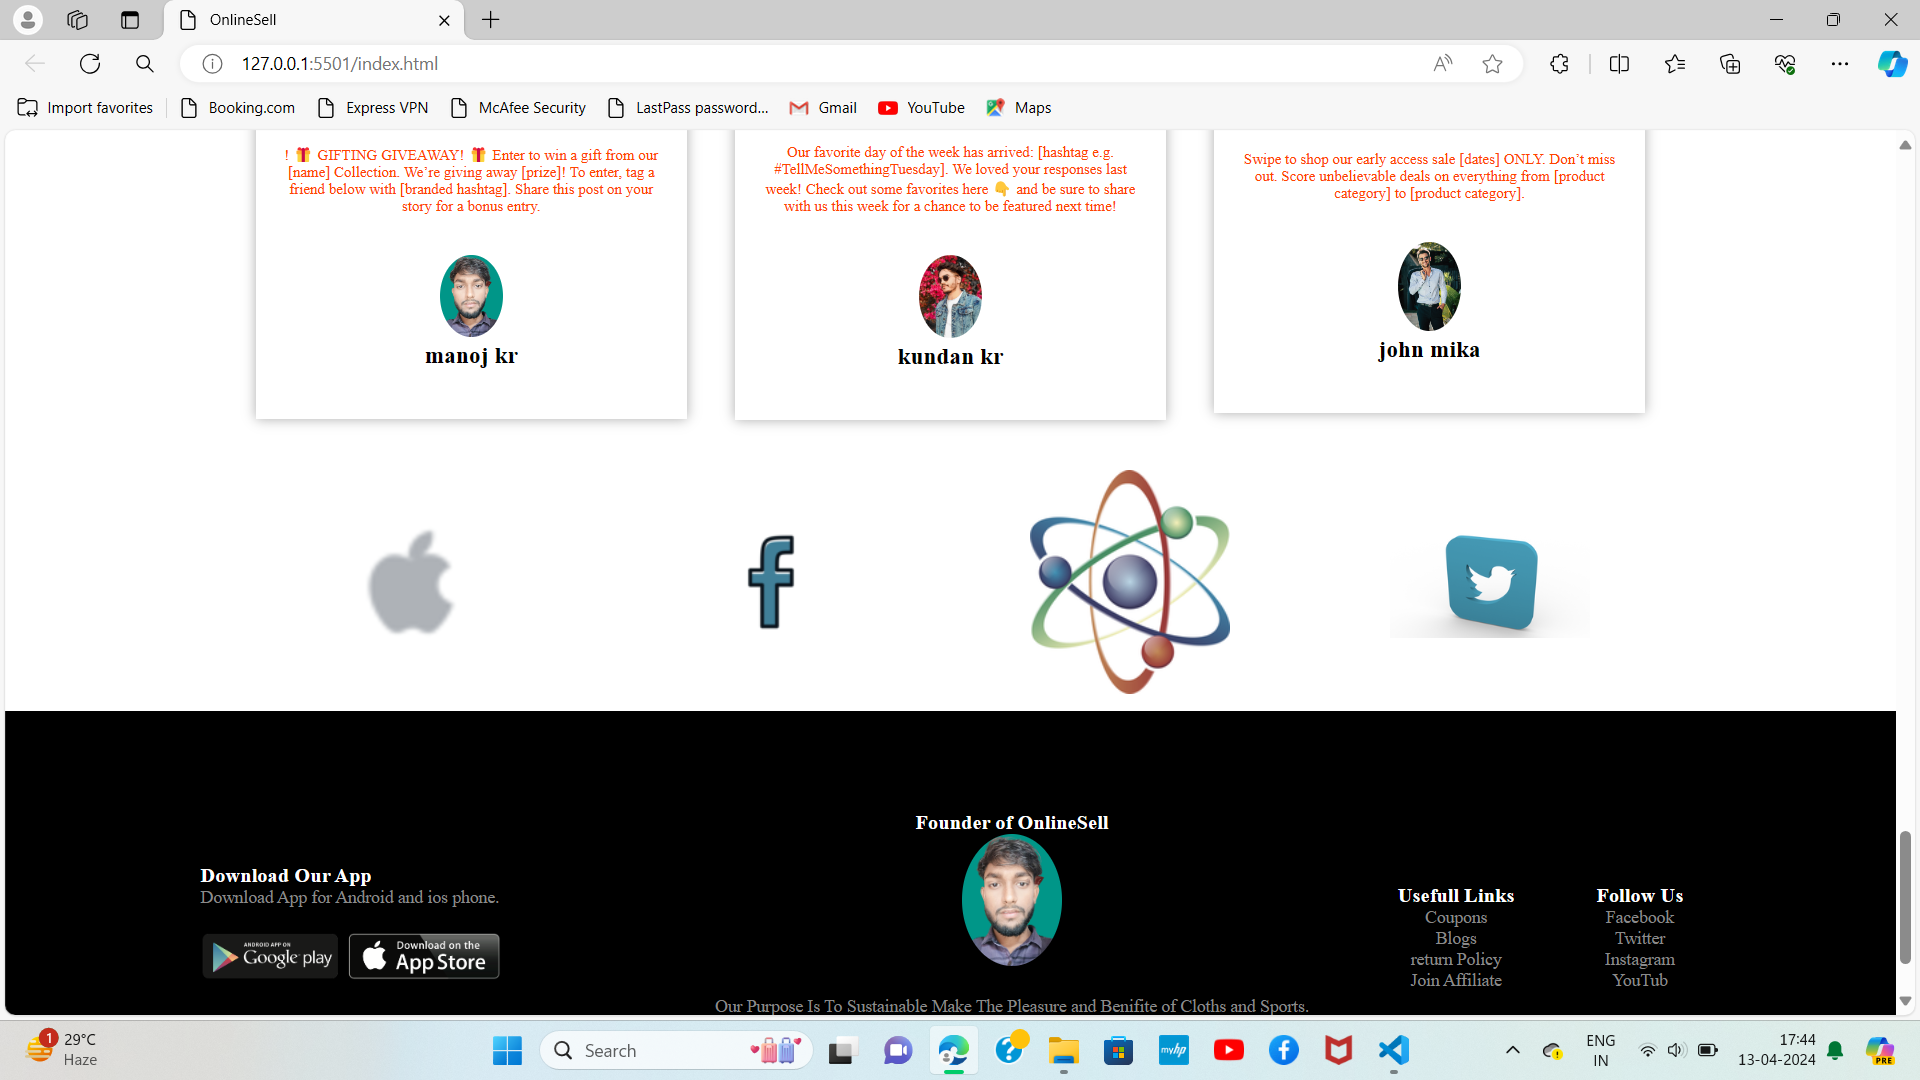 OnlineSell
127.0.0.1:5501/index.html
Import favorites
Booking.com
Express VPN
McAfee Security
LastPass password...
Gmail
YouTube
Maps
! 🎁 GIFTING GIVEAWAY! 🎁 Enter to win a gift from our
[name] Collection. We’re giving away [prize]! To enter, tag a
friend below with [branded hashtag]. Share this post on your
story for a bonus entry.
manoj kr
Our favorite day of the week has arrived: [hashtag e.g.
#TellMeSomethingTuesday]. We loved your responses last
week! Check out some favorites here 👇 and be sure to share
with us this week for a chance to be featured next time!
kundan kr
Swipe to shop our early access sale [dates] ONLY. Don’t miss
out. Score unbelievable deals on everything from [product
category] to [product category].
john mika
Download Our App
Download App for Android and ios phone.
ANDROID APP ON
Google play
Download on the
App Store
Founder of OnlineSell
Our Purpose Is To Sustainable Make The Pleasure and Benifite of Cloths and Sports.
Usefull Links
Coupons
Blogs
return Policy
Join Affiliate
Follow Us
Facebook
Twitter
Instagram
YouTub
1
29°C
Haze
Search
myhp
ENG
IN
17:44
13-04-2024
PRE